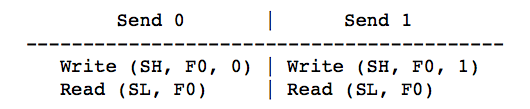 Send 0 | Send 1
---------------------------------------------
Write (SH, F0, 0) | Write (SH, F0, 1)
Read (SL, F0) | Read (SL, F0)